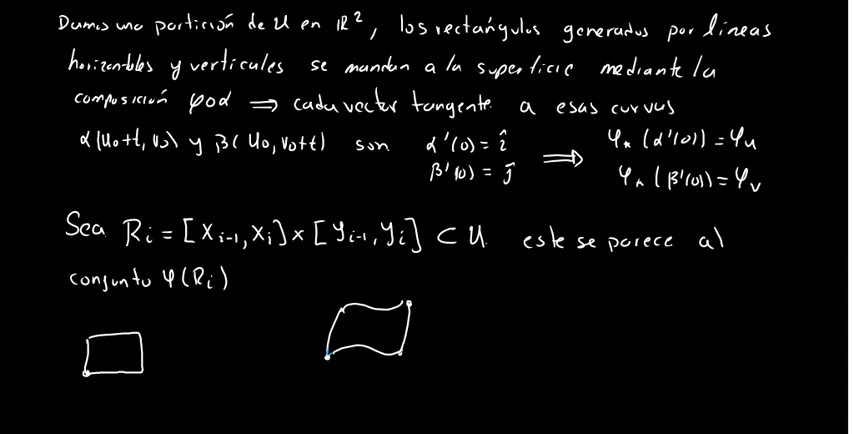 Damos una partición de U en ℝ², los rectángulos generados por líneas
horizontales y verticales se mandan a la superficie mediante la
composición φ∘α ⟹ cada vector tangente a esas curvas
α(u₀+t, v₀) y β(u₀, v₀+t) son α'(0) = î ⟹ φ*(α'(0)) = φᵤ
β'(0) = ĵ φ*(β'(0)) = φᵥ
Sea Rᵢ = [xᵢ₋₁, xᵢ] × [yᵢ₋₁, yᵢ] ⊂ U este se parece al
conjunto φ(Rᵢ)